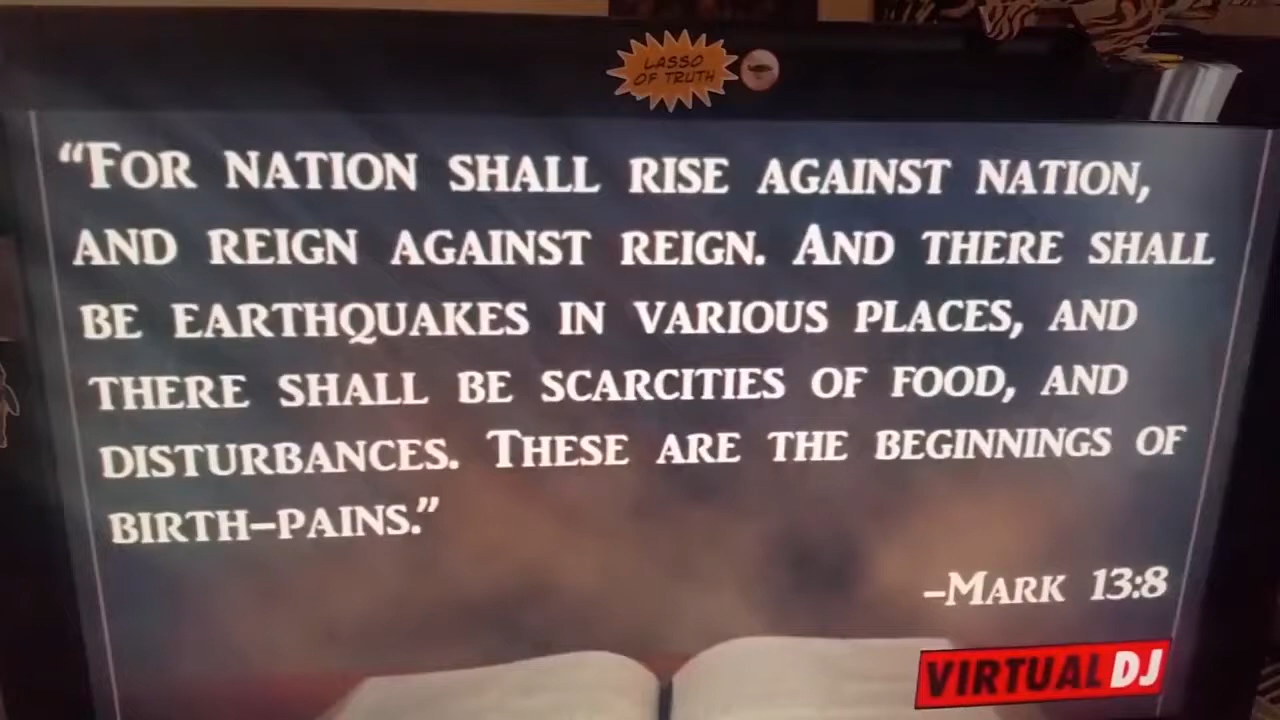 LASSO
OF TRUTH
“FOR NATION SHALL RISE AGAINST NATION,
AND REIGN AGAINST REIGN. AND THERE SHALL
BE EARTHQUAKES IN VARIOUS PLACES, AND
THERE SHALL BE SCARCITIES OF FOOD, AND
DISTURBANCES. THESE ARE THE BEGINNINGS OF
BIRTH–PAINS.”
–MARK 13:8
VIRTUAL DJ